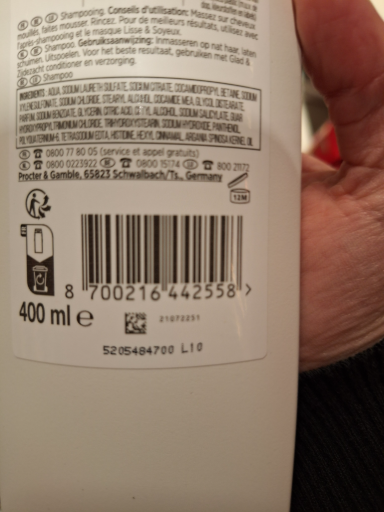 Shampooing. Conseils d'utilisation: Massez sur cheveux
mouillés, faites mousser. Rincez. Pour de meilleurs résultats, utilisez avec
l'après-shampooing et le masque Lisse & Soyeux.
Shampoo. Gebruiksaanwijzing: Inmasseren op nat haar, laten
schuimen. Uitspoelen. Voor het beste resultaat, gebruiken met Glad &
Zijdezacht conditioner en verzorging.
Shampoo
INGREDIENTS: AQUA, SODIUM LAURETH SULFATE, SODIUM CITRATE, COCAMIDOPROPYL BETAINE, SODIUM
XYLENESULFONATE, SODIUM CHLORIDE, STEARYL ALCOHOL, COCAMIDE MEA, GLYCOL DISTEARATE,
PARFUM, SODIUM BENZOATE, GLYCERIN, CITRIC ACID, CETYL ALCOHOL, SODIUM SALICYLATE, GUAR
HYDROXYPROPYLTRIMONIUM CHLORIDE, TRIHYDROXYSTEARIN, SODIUM HYDROXIDE, PANTHENOL,
POLYQUATERNIUM-6, TETRASODIUM EDTA, HISTIDINE, HEXYL CINNAMAL, ARGANIA SPINOSA KERNEL OIL
0800 77 80 05 (service et appel gratuits)
0800 0223922 0800 15174 800 21172
Procter & Gamble, 65823 Schwalbach/Ts., Germany
12M
8 700216 442558 >
400 ml e
21072231
5205484700 L10